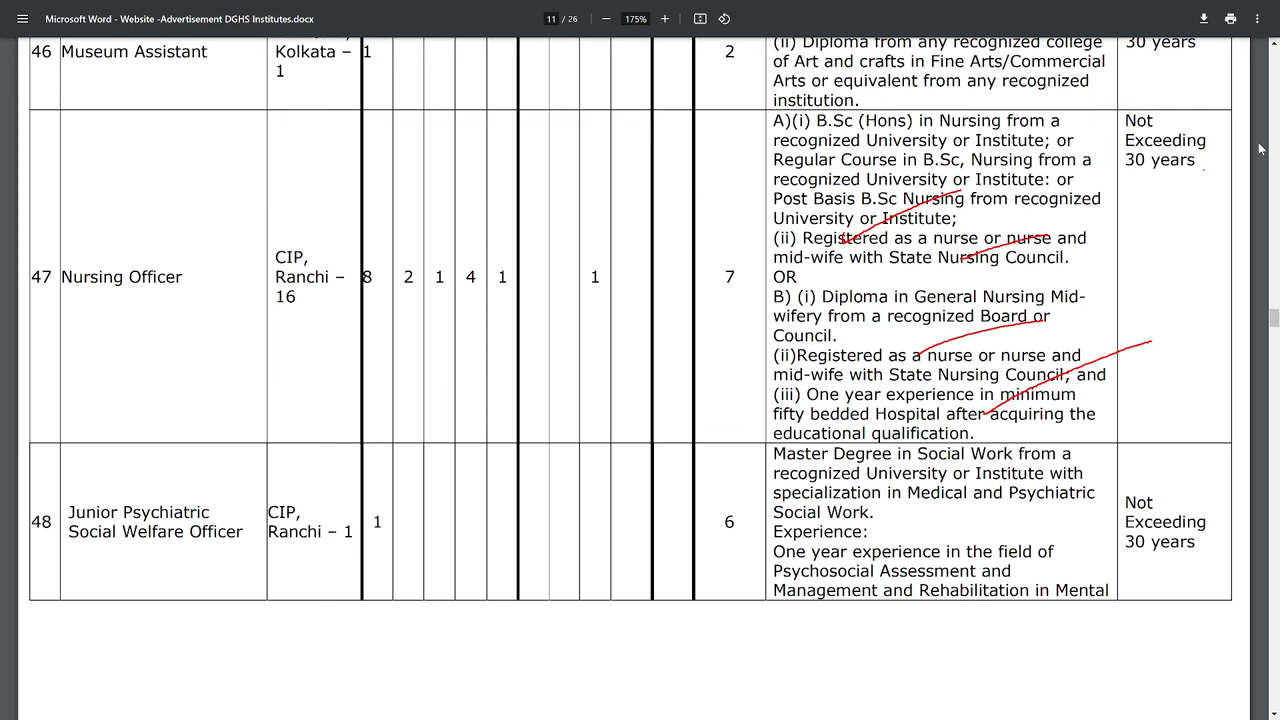 Microsoft Word - Website -Advertisement DGHS Institutes.docx
11 / 26
175%
46
Museum Assistant
Kolkata – 1
1
2
(ii) Diploma from any recognized college
of Art and crafts in Fine Arts/Commercial
Arts or equivalent from any recognized
institution.
30 years
47
Nursing Officer
CIP,
Ranchi –
16
8
2
1
4
1
1
7
A)(i) B.Sc (Hons) in Nursing from a
recognized University or Institute; or
Regular Course in B.Sc, Nursing from a
recognized University or Institute: or
Post Basis B.Sc Nursing from recognized
University or Institute;
(ii) Registered as a nurse or nurse and
mid-wife with State Nursing Council.
OR
B) (i) Diploma in General Nursing Mid-
wifery from a recognized Board or
Council.
(ii)Registered as a nurse or nurse and
mid-wife with State Nursing Council; and
(iii) One year experience in minimum
fifty bedded Hospital after acquiring the
educational qualification.
Not
Exceeding
30 years
48
Junior Psychiatric
Social Welfare Officer
CIP,
Ranchi – 1
1
6
Master Degree in Social Work from a
recognized University or Institute with
specialization in Medical and Psychiatric
Social Work.
Experience:
One year experience in the field of
Psychosocial Assessment and
Management and Rehabilitation in Mental
Not
Exceeding
30 years